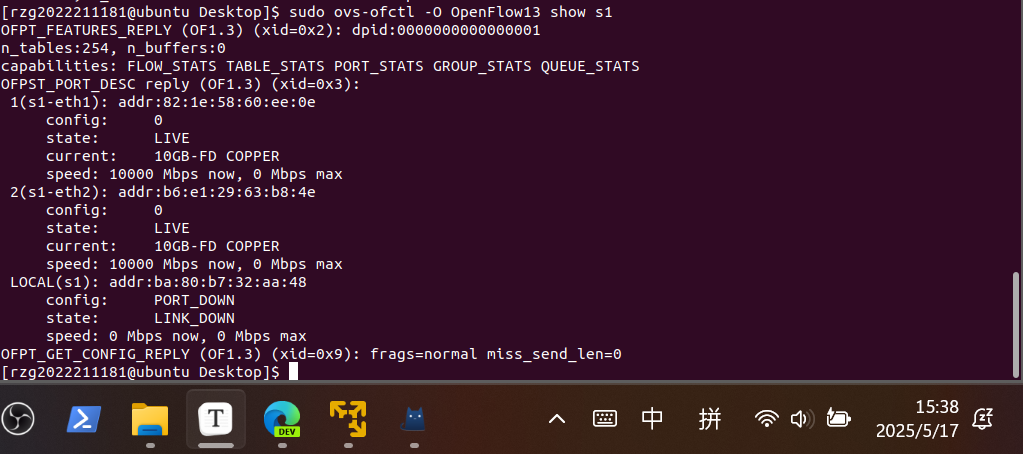 [rzg2022211181@ubuntu Desktop]$ sudo ovs-ofctl -O OpenFlow13 show s1
OFPT_FEATURES_REPLY (OF1.3) (xid=0x2): dpid:0000000000000001
n_tables:254, n_buffers:0
capabilities: FLOW_STATS TABLE_STATS PORT_STATS GROUP_STATS QUEUE_STATS
OFPST_PORT_DESC reply (OF1.3) (xid=0x3):
 1(s1-eth1): addr:82:1e:58:60:ee:0e
     config:     0
     state:      LIVE
     current:    10GB-FD COPPER
     speed: 10000 Mbps now, 0 Mbps max
 2(s1-eth2): addr:b6:e1:29:63:b8:4e
     config:     0
     state:      LIVE
     current:    10GB-FD COPPER
     speed: 10000 Mbps now, 0 Mbps max
 LOCAL(s1): addr:ba:80:b7:32:aa:48
     config:     PORT_DOWN
     state:      LINK_DOWN
     speed: 0 Mbps now, 0 Mbps max
OFPT_GET_CONFIG_REPLY (OF1.3) (xid=0x9): frags=normal miss_send_len=0
[rzg2022211181@ubuntu Desktop]$
T
DEV
中
拼
15:38
2025/5/17